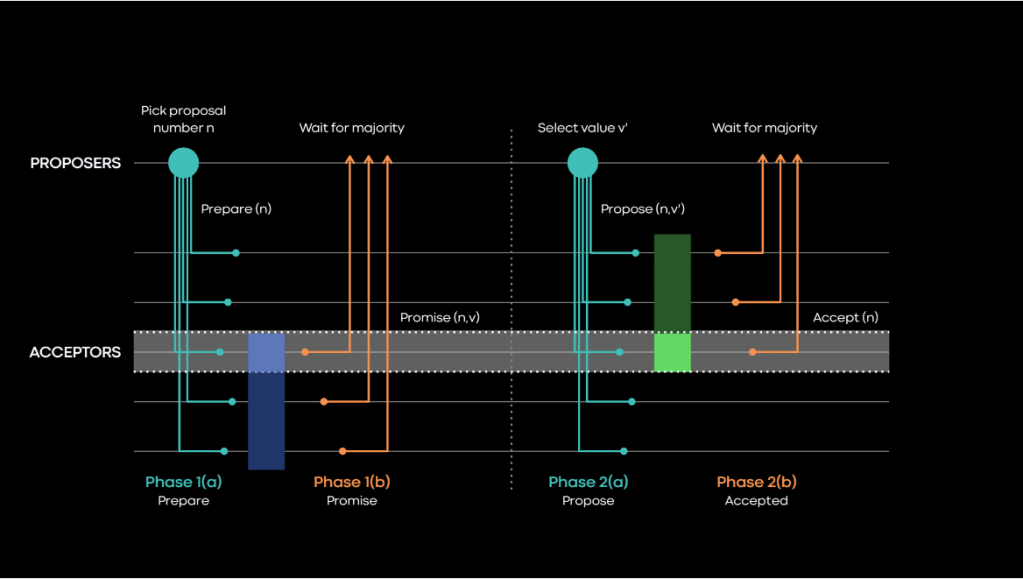 Pick proposal
number n
Wait for majority
Select value v'
Wait for majority
PROPOSERS
Prepare (n)
Propose (n,v')
Promise (n,v)
Accept (n)
ACCEPTORS
Phase 1(a)
Prepare
Phase 1(b)
Promise
Phase 2(a)
Propose
Phase 2(b)
Accepted